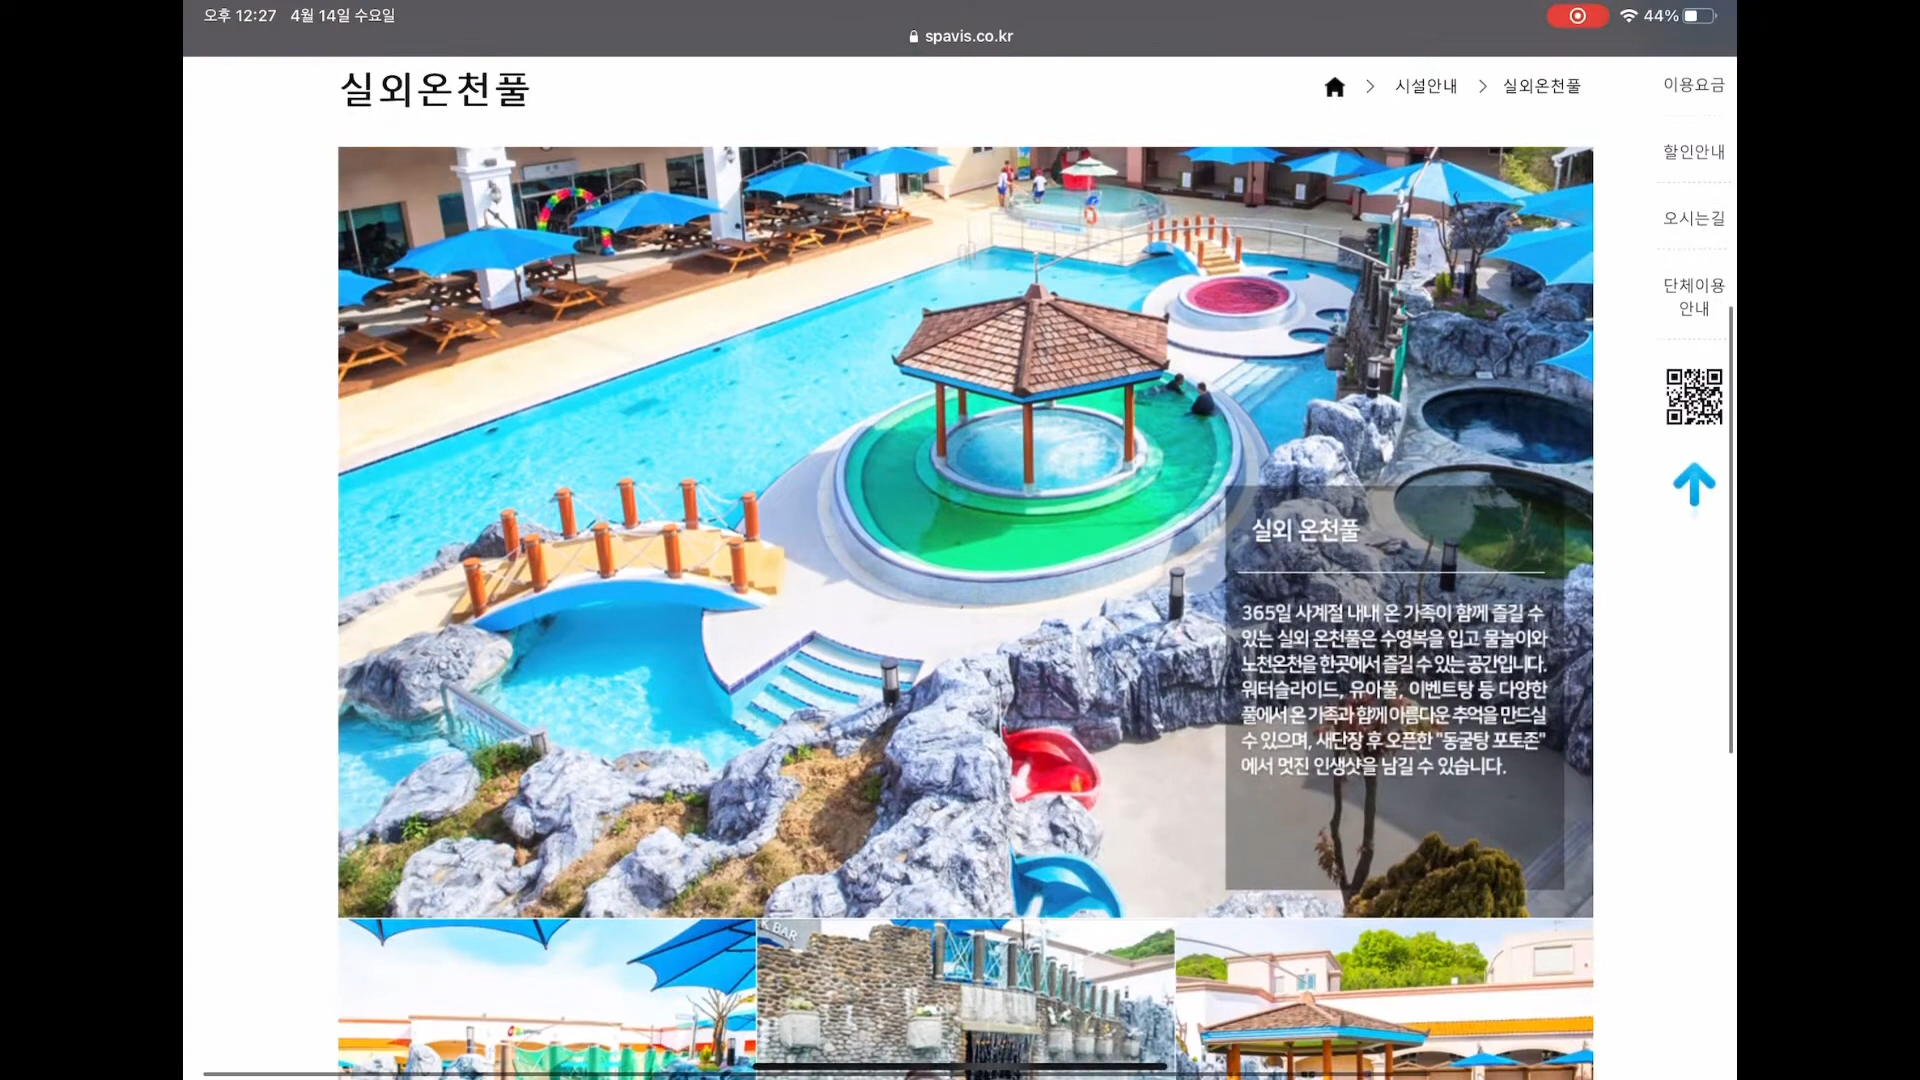 오후 12:27 4월 14일 수요일
44%
spavis.co.kr
실외온천풀
시설안내
실외온천풀
이용요금
할인안내
오시는길
단체이용
안내
실외 온천풀
365일 사계절 내내 온 가족이 함께 즐길 수
있는 실외 온천풀은 수영복을 입고 물놀이와
노천온천을 한곳에서 즐길 수 있는 공간입니다.
워터슬라이드, 유아풀, 이벤트탕 등 다양한
풀에서 온 가족과 함께 아름다운 추억을 만드실
수 있으며, 새단장 후 오픈한 "동굴탕 포토존"
에서 멋진 인생샷을 남길 수 있습니다.
K BAR